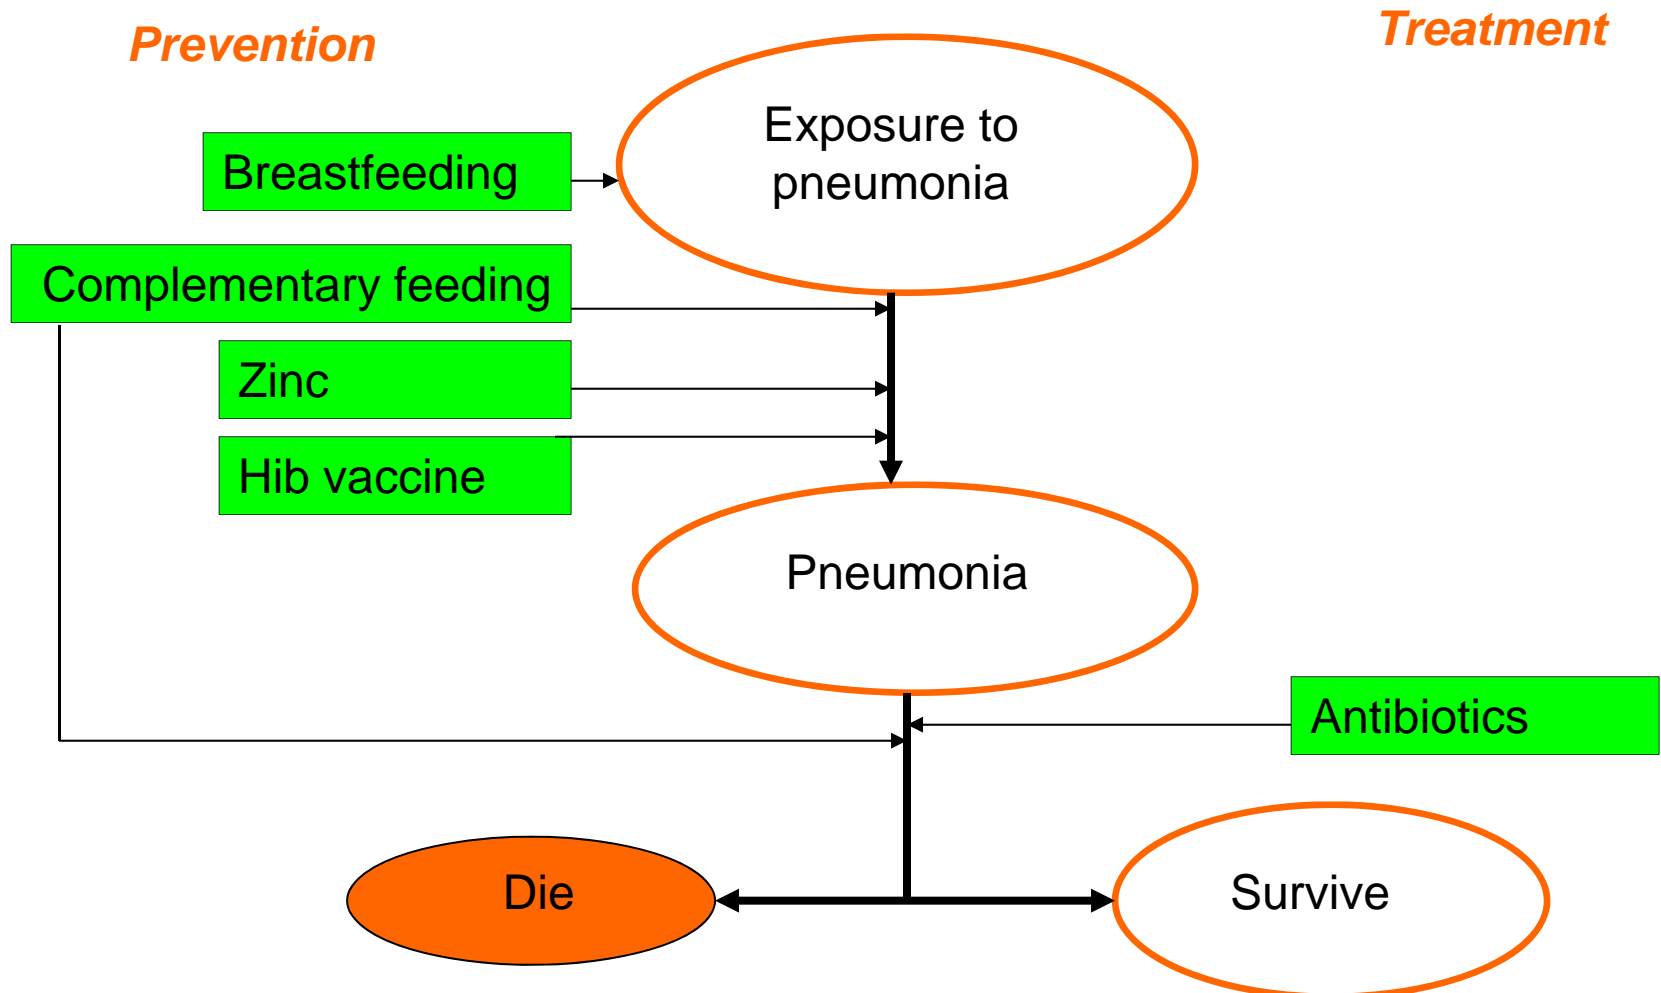 Prevention
Treatment
Exposure to
pneumonia
Breastfeeding
Complementary feeding
Zinc
Hib vaccine
Pneumonia
Antibiotics
Die
Survive